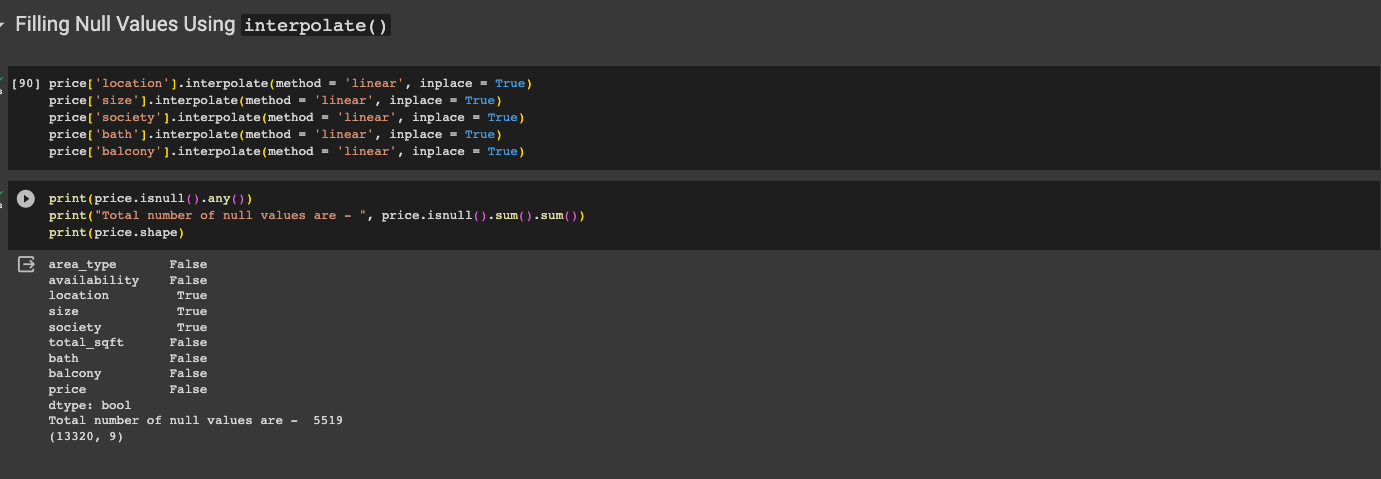 Filling Null Values Using interpolate()
[90] price['location'].interpolate(method = 'linear', inplace = True)
price['size'].interpolate(method = 'linear', inplace = True)
price['society'].interpolate(method = 'linear', inplace = True)
price['bath'].interpolate(method = 'linear', inplace = True)
price['balcony'].interpolate(method = 'linear', inplace = True)
print(price.isnull().any())
print("Total number of null values are - ", price.isnull().sum().sum())
print(price.shape)
area_type       False
availability    False
location         True
size             True
society          True
total_sqft      False
bath            False
balcony         False
price           False
dtype: bool
Total number of null values are -  5519
(13320, 9)